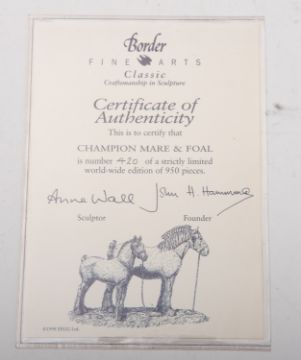 Border
FINE ARTS
Classic
Craftsmanship in Sculpture
Certificate of
Authenticity
This is to certify that
CHAMPION MARE & FOAL
is number 420 of a strictly limited
world-wide edition of 950 pieces.
Anne Wall John H. Hammond
Sculptor Founder